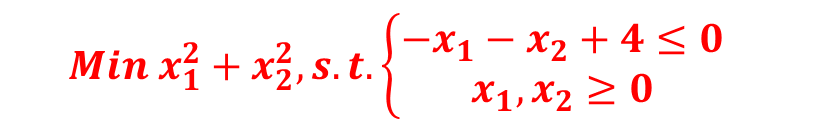 Min x₁² + x₂², s.t. { −x₁ − x₂ + 4 ≤ 0
x₁, x₂ ≥ 0